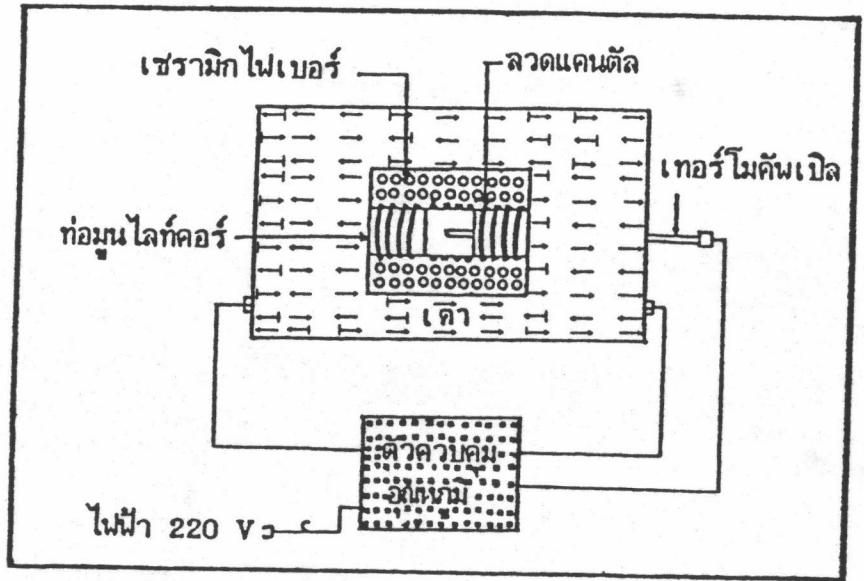 เซรามิกไฟเบอร์
ลวดแคนตัล
เทอร์โมคัพเปิล
ท่อมูนไลท์คอร์
เตา
ตัวควบคุม
อุณหภูมิ
ไฟฟ้า 220 V